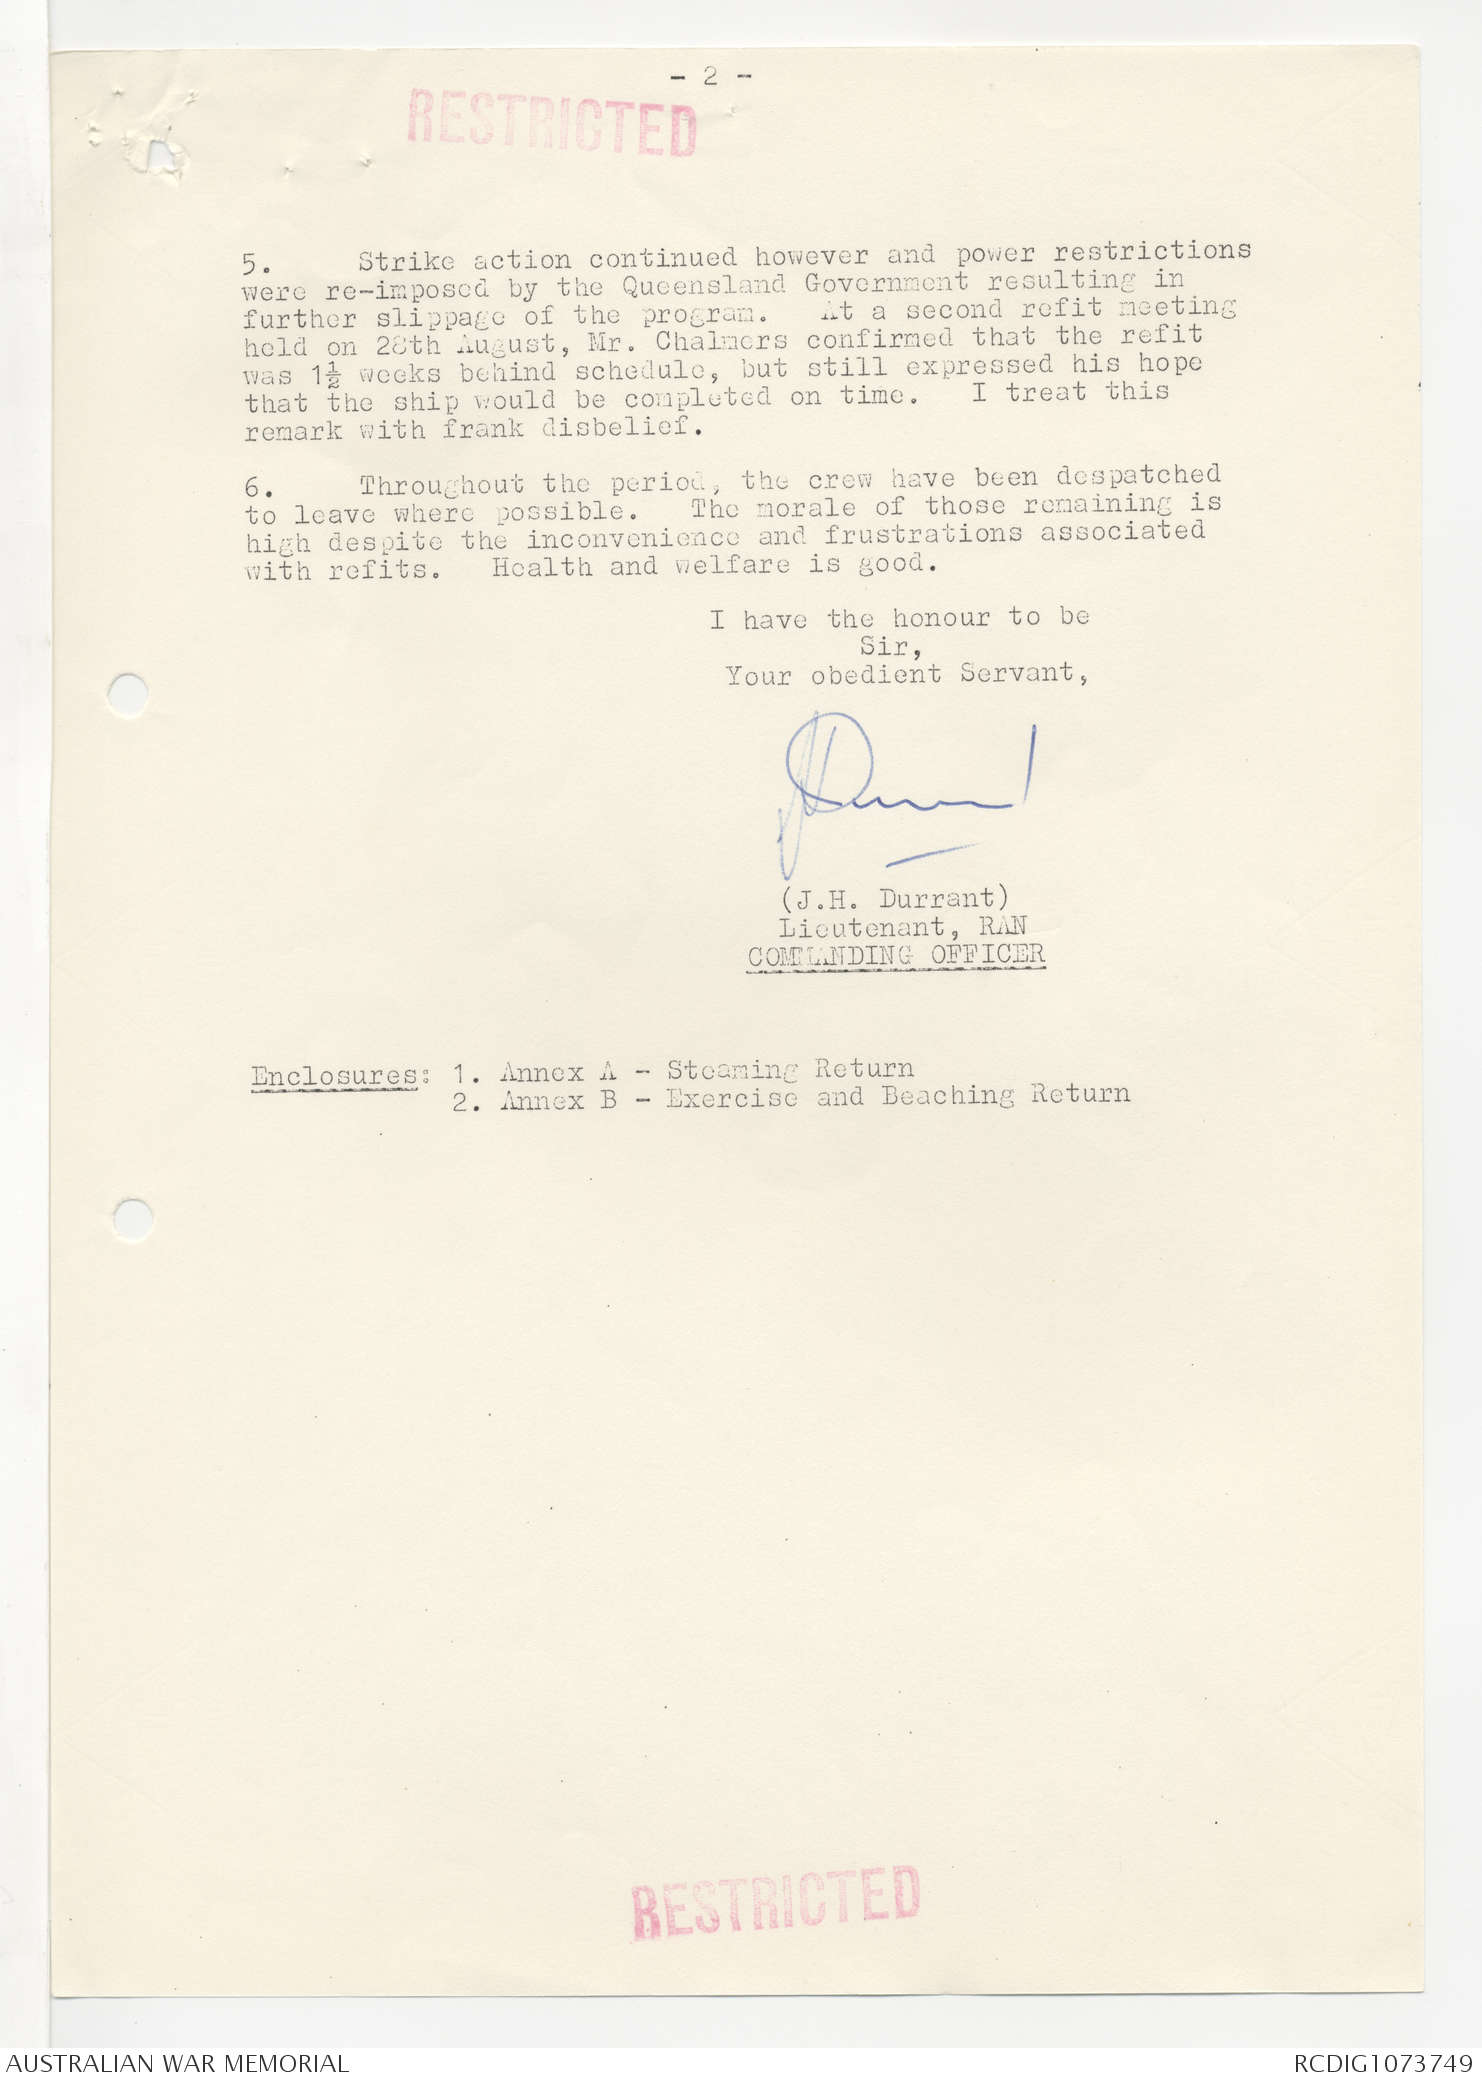 - 2 -
RESTRICTED
5. Strike action continued however and power restrictions
were re-imposed by the Queensland Government resulting in
further slippage of the program. At a second refit meeting
held on 28th August, Mr. Chalmers confirmed that the refit
was 1½ weeks behind schedule, but still expressed his hope
that the ship would be completed on time. I treat this
remark with frank disbelief.
6. Throughout the period, the crew have been despatched
to leave where possible. The morale of those remaining is
high despite the inconvenience and frustrations associated
with refits. Health and welfare is good.
I have the honour to be
Sir,
Your obedient Servant,
(J.H. Durrant)
Lieutenant, RAN
COMMANDING OFFICER
Enclosures: 1. Annex A - Steaming Return
2. Annex B - Exercise and Beaching Return
RESTRICTED
AUSTRALIAN WAR MEMORIAL
RCDIG1073749